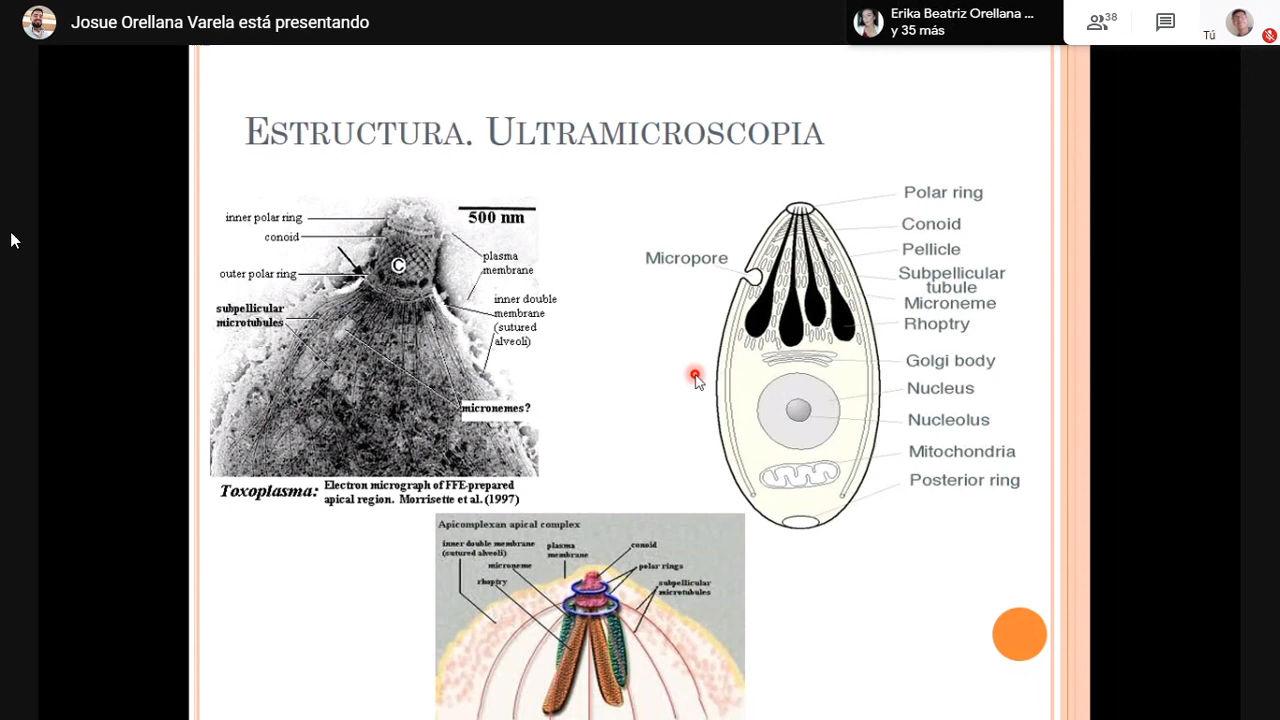 Josue Orellana Varela está presentando
Erika Beatriz Orellana ...
y 35 más
38
Tú
ESTRUCTURA. ULTRAMICROSCOPIA
inner polar ring
conoid
outer polar ring
subpellicular
microtubules
500 nm
C
plasma
membrane
inner double
membrane
(sutured
alveoli)
micronemes?
Toxoplasma:
Electron micrograph of FFE-prepared
apical region. Morrisette et al. (1997)
Micropore
Polar ring
Conoid
Pellicle
Subpellicular
tubule
Microneme
Rhoptry
Golgi body
Nucleus
Nucleolus
Mitochondria
Posterior ring
Apicomplexan apical complex
inner double membrane
(sutured alveoli)
microneme
rhoptry
plasma
membrane
conoid
polar rings
subpellicular
microtubules